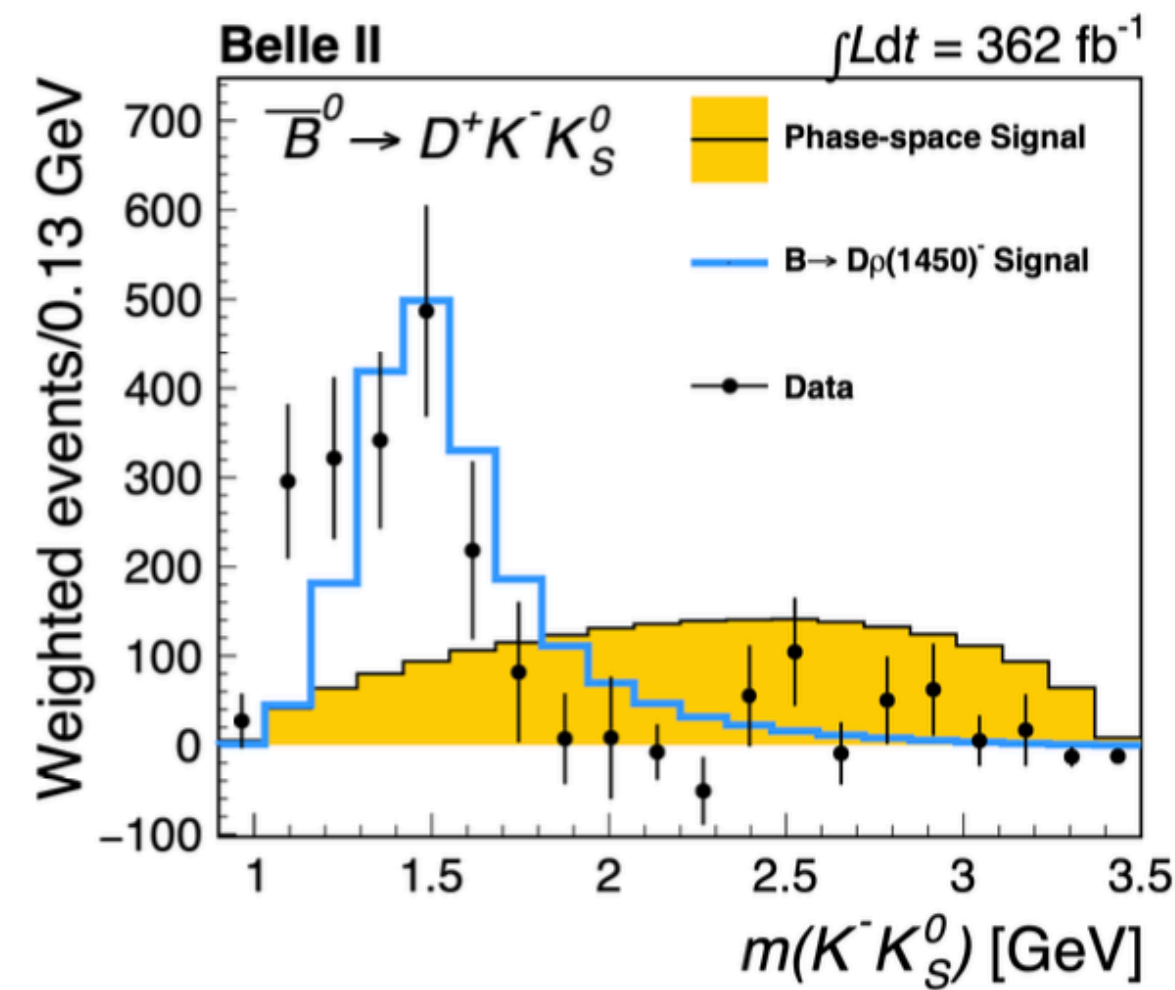 Belle II
∫Ldt = 362 fb⁻¹
B̅⁰ → D⁺K⁻K⁰_S
Phase-space Signal
B→ Dρ(1450)⁻ Signal
Data
Weighted events/0.13 GeV
700
600
500
400
300
200
100
0
−100
1 1.5 2 2.5 3 3.5
m(K⁻K⁰_S) [GeV]